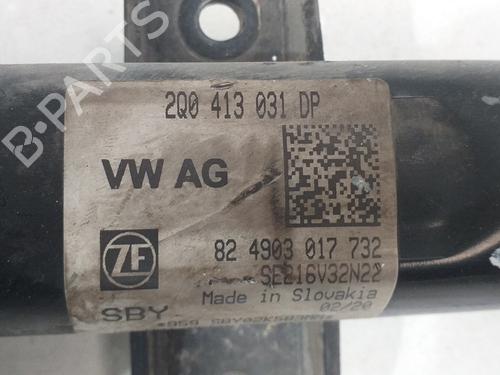 2Q0 413 031 DP
VW AG
ZF
82 4903 017 732
SE216V32N22
Made in Slovakia
SBY
02/20
B-PARTS